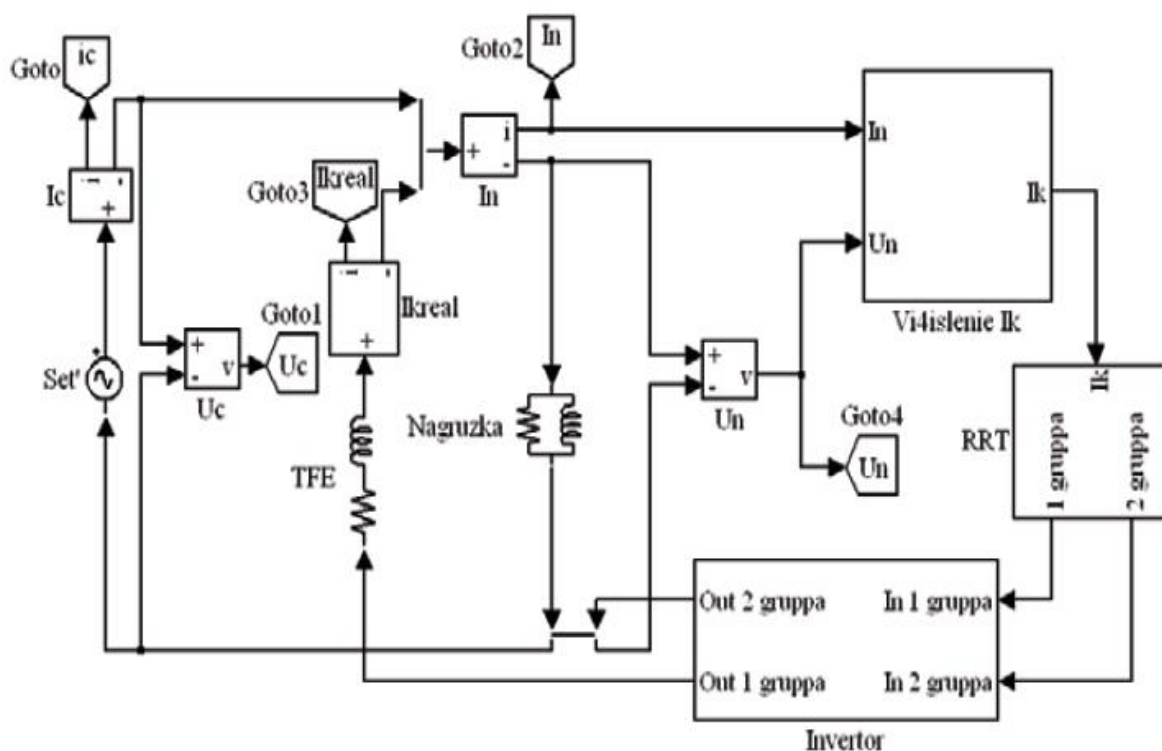 Goto
ic
Goto2
In
Ic
i
-
+
Goto3
Ikreal
+
i
-
In
In
Un
Ik
Vi4islenie Ik
Goto1
i
-
+
Ikreal
Set'
+
-
v
Uc
Uc
TFE
Nagruzka
+
-
v
Un
Goto4
Un
RRT
Ik
1 gruppa
2 gruppa
Out 2 gruppa
In 1 gruppa
Out 1 gruppa
In 2 gruppa
Invertor